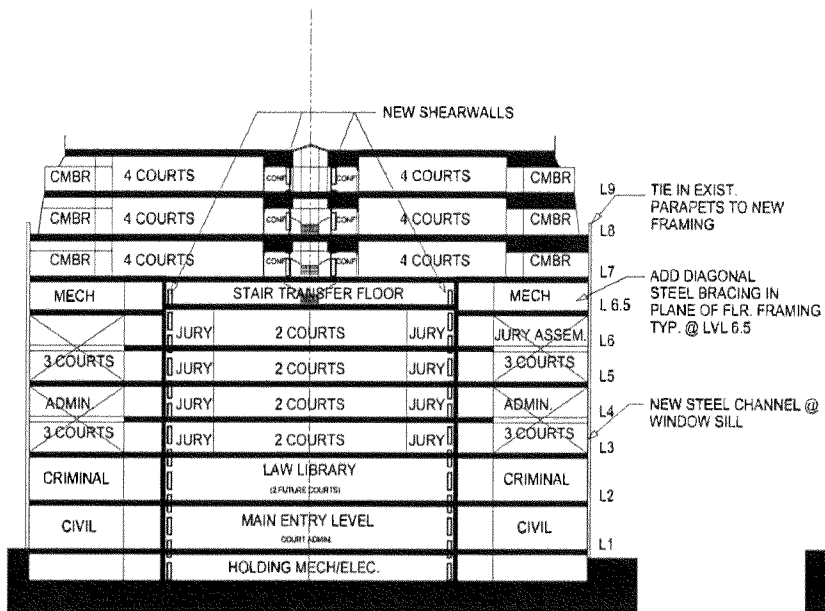 NEW SHEARWALLS
CMBR 4 COURTS CONF CONF 4 COURTS CMBR L9
TIE IN EXIST.
PARAPETS TO NEW
FRAMING
CMBR 4 COURTS CONF CONF 4 COURTS CMBR L8
CMBR 4 COURTS CONF CONF 4 COURTS CMBR L7
MECH STAIR TRANSFER FLOOR MECH L 6.5
ADD DIAGONAL
STEEL BRACING IN
PLANE OF FLR. FRAMING
TYP. @ LVL 6.5
JURY 2 COURTS JURY JURY ASSEM. L6
3 COURTS JURY 2 COURTS JURY 3 COURTS L5
ADMIN. JURY 2 COURTS JURY ADMIN. L4
NEW STEEL CHANNEL @
WINDOW SILL
3 COURTS JURY 2 COURTS JURY 3 COURTS L3
CRIMINAL LAW LIBRARY CRIMINAL
(2 FUTURE COURTS) L2
CIVIL MAIN ENTRY LEVEL CIVIL
COURT ADMIN. L1
HOLDING MECH/ELEC.